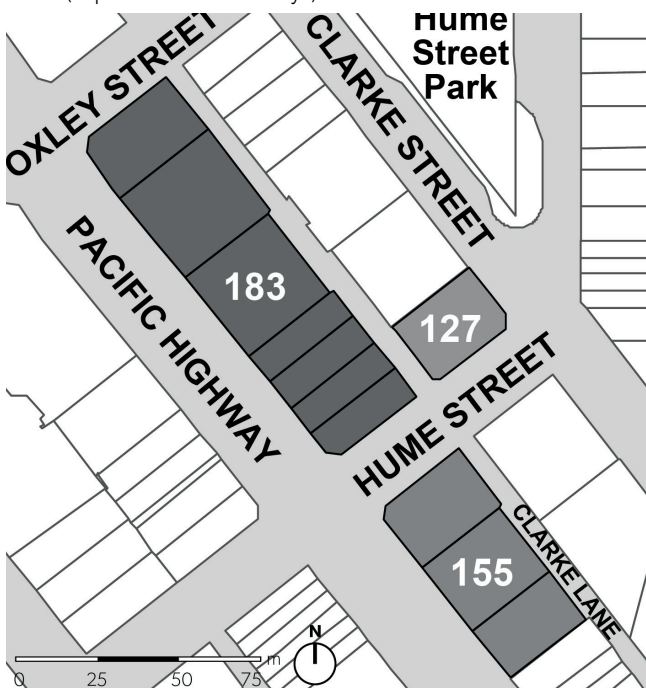 Hume
Street
Park
OXLEY STREET
CLARKE STREET
PACIFIC HIGHWAY
183
127
HUME STREET
155
CLARKE LANE
N
m
0 25 50 75